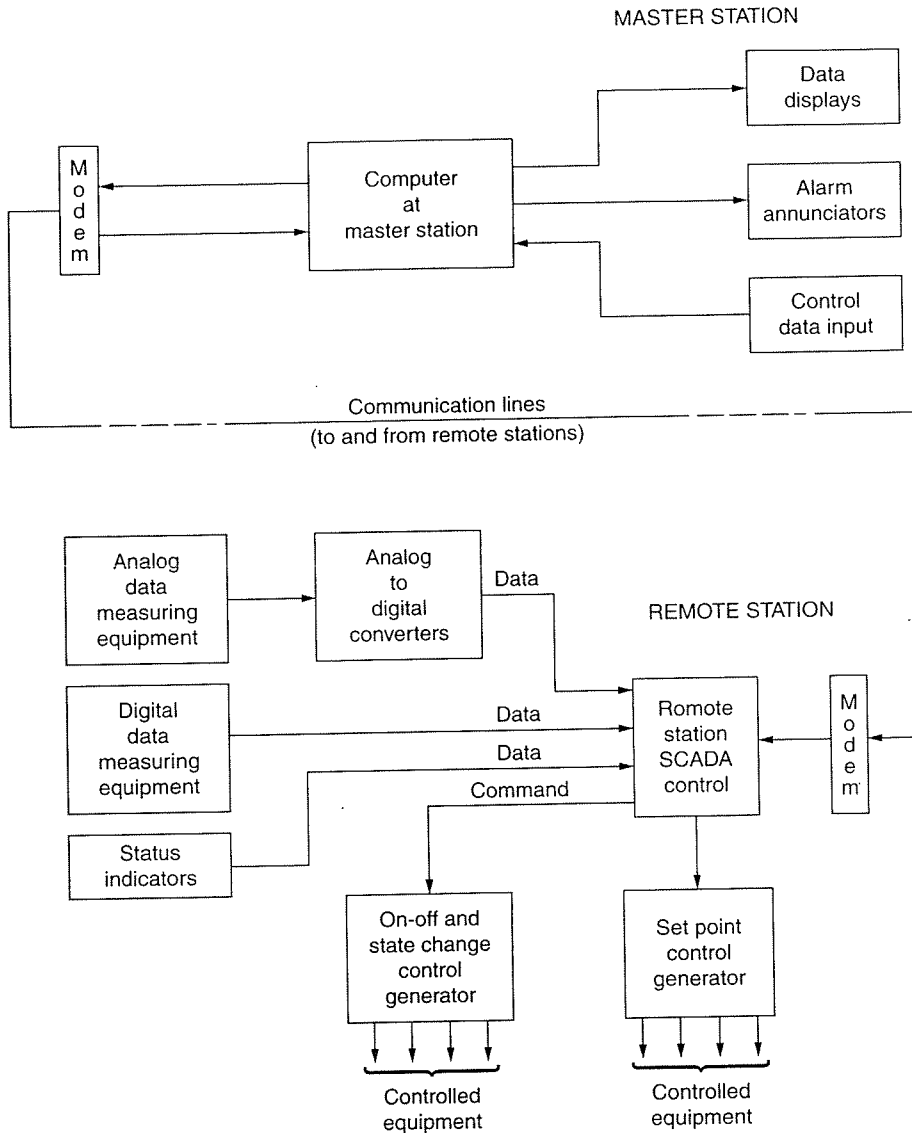 MASTER STATION
Data
displays
M
o
d
e
m
Computer
at
master station
Alarm
annunciators
Control
data input
Communication lines
(to and from remote stations)
Analog
data
measuring
equipment
Analog
to
digital
converters
Data
REMOTE STATION
Digital
data
measuring
equipment
Data
Data
Command
Romote
station
SCADA
control
M
o
d
e
m
Status
indicators
On-off and
state change
control
generator
Set point
control
generator
Controlled
equipment
Controlled
equipment